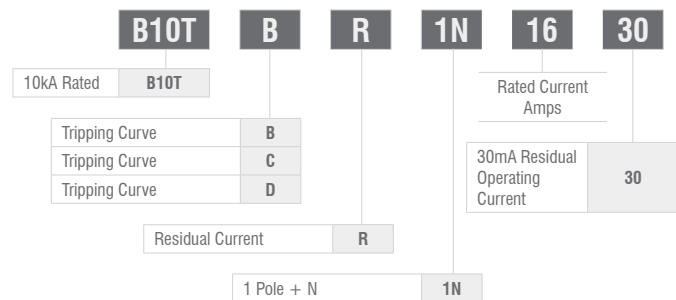 B10T B R 1N 16 30
10kA Rated B10T
Rated Current
Amps
Tripping Curve B
Tripping Curve C
Tripping Curve D
30mA Residual
Operating
Current
30
Residual Current R
1 Pole + N 1N